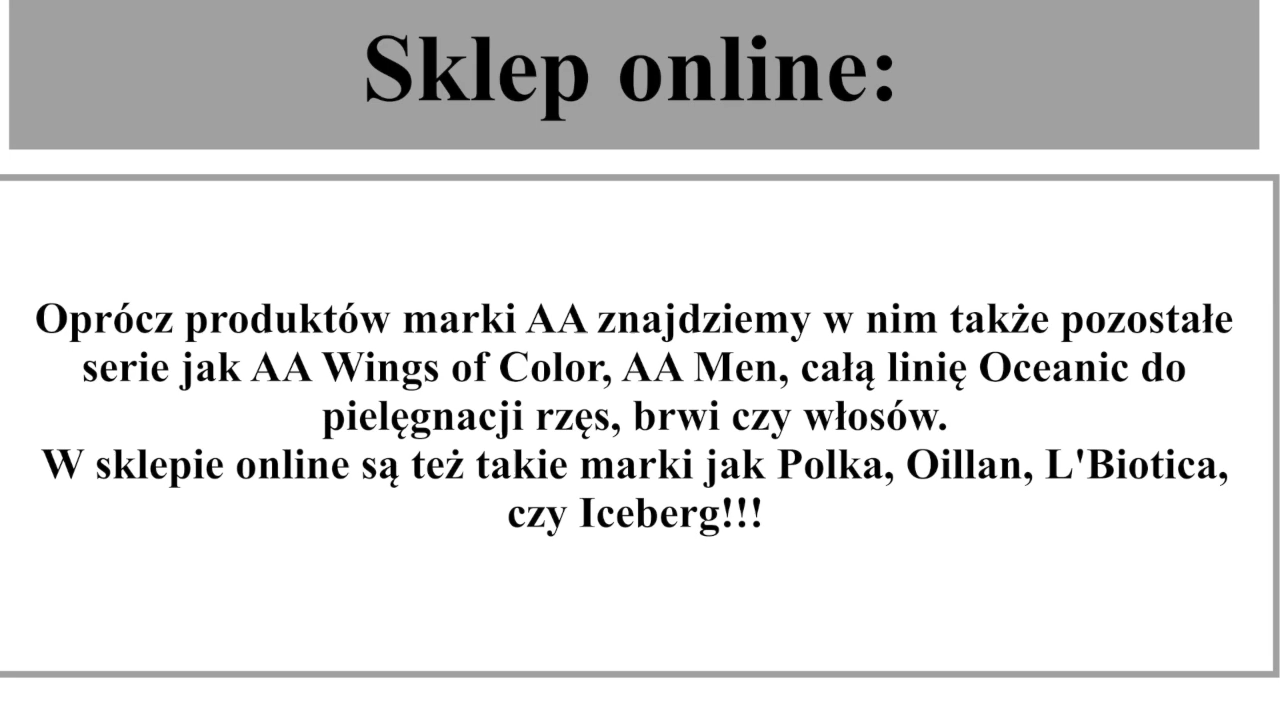 Sklep online:
Oprócz produktów marki AA znajdziemy w nim także pozostałe
serie jak AA Wings of Color, AA Men, całą linię Oceanic do
pielęgnacji rzęs, brwi czy włosów.
W sklepie online są też takie marki jak Polka, Oillan, L'Biotica,
czy Iceberg!!!